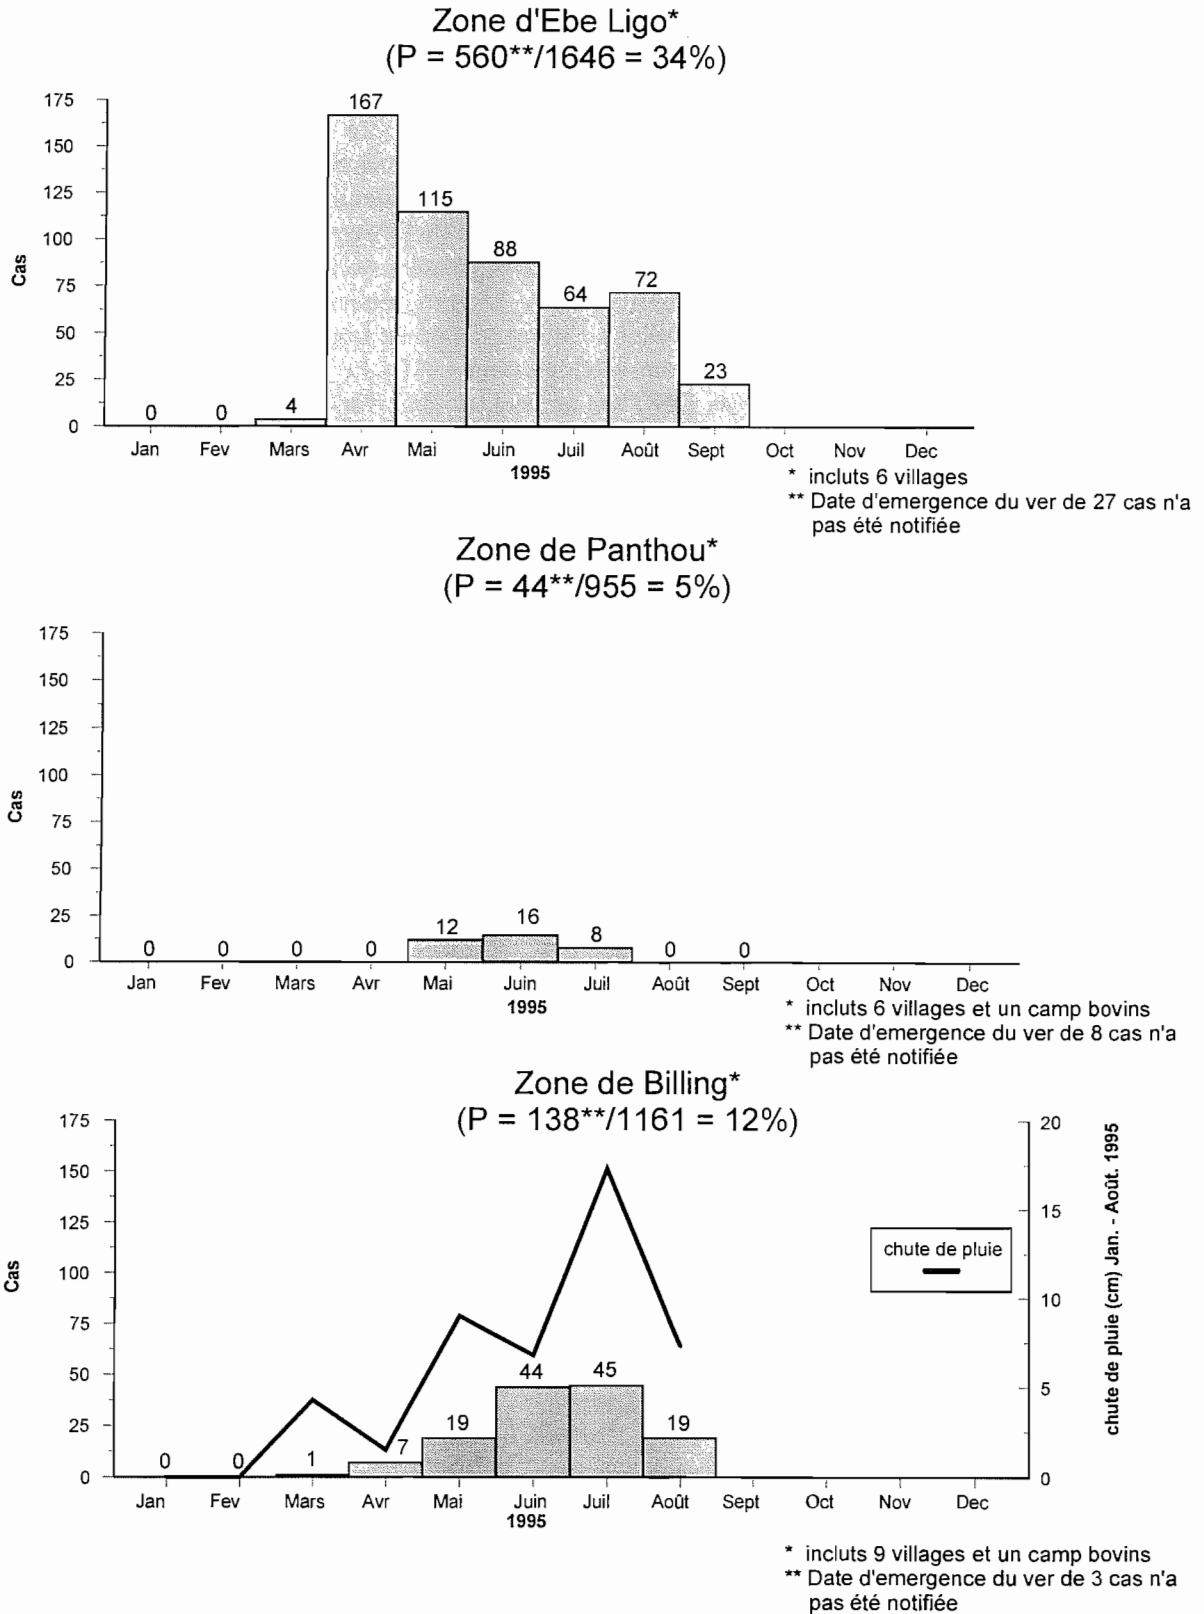 Zone d'Ebe Ligo*
(P = 560**/1646 = 34%)
175
150
125
100
75
50
25
0
Cas
0 0 4 167 115 88 64 72 23
Jan Fev Mars Avr Mai Juin Juil Août Sept Oct Nov Dec
1995
* incluts 6 villages
** Date d'emergence du ver de 27 cas n'a
pas été notifiée
Zone de Panthou*
(P = 44**/955 = 5%)
175
150
125
100
75
50
25
0
Cas
0 0 0 0 12 16 8 0 0
Jan Fev Mars Avr Mai Juin Juil Août Sept Oct Nov Dec
1995
* incluts 6 villages et un camp bovins
** Date d'emergence du ver de 8 cas n'a
pas été notifiée
Zone de Billing*
(P = 138**/1161 = 12%)
175
150
125
100
75
50
25
0
Cas
0 0 1 7 19 44 45 19
chute de pluie
20
15
10
5
0
chute de pluie (cm) Jan. - Août. 1995
Jan Fev Mars Avr Mai Juin Juil Août Sept Oct Nov Dec
1995
* incluts 9 villages et un camp bovins
** Date d'emergence du ver de 3 cas n'a
pas été notifiée